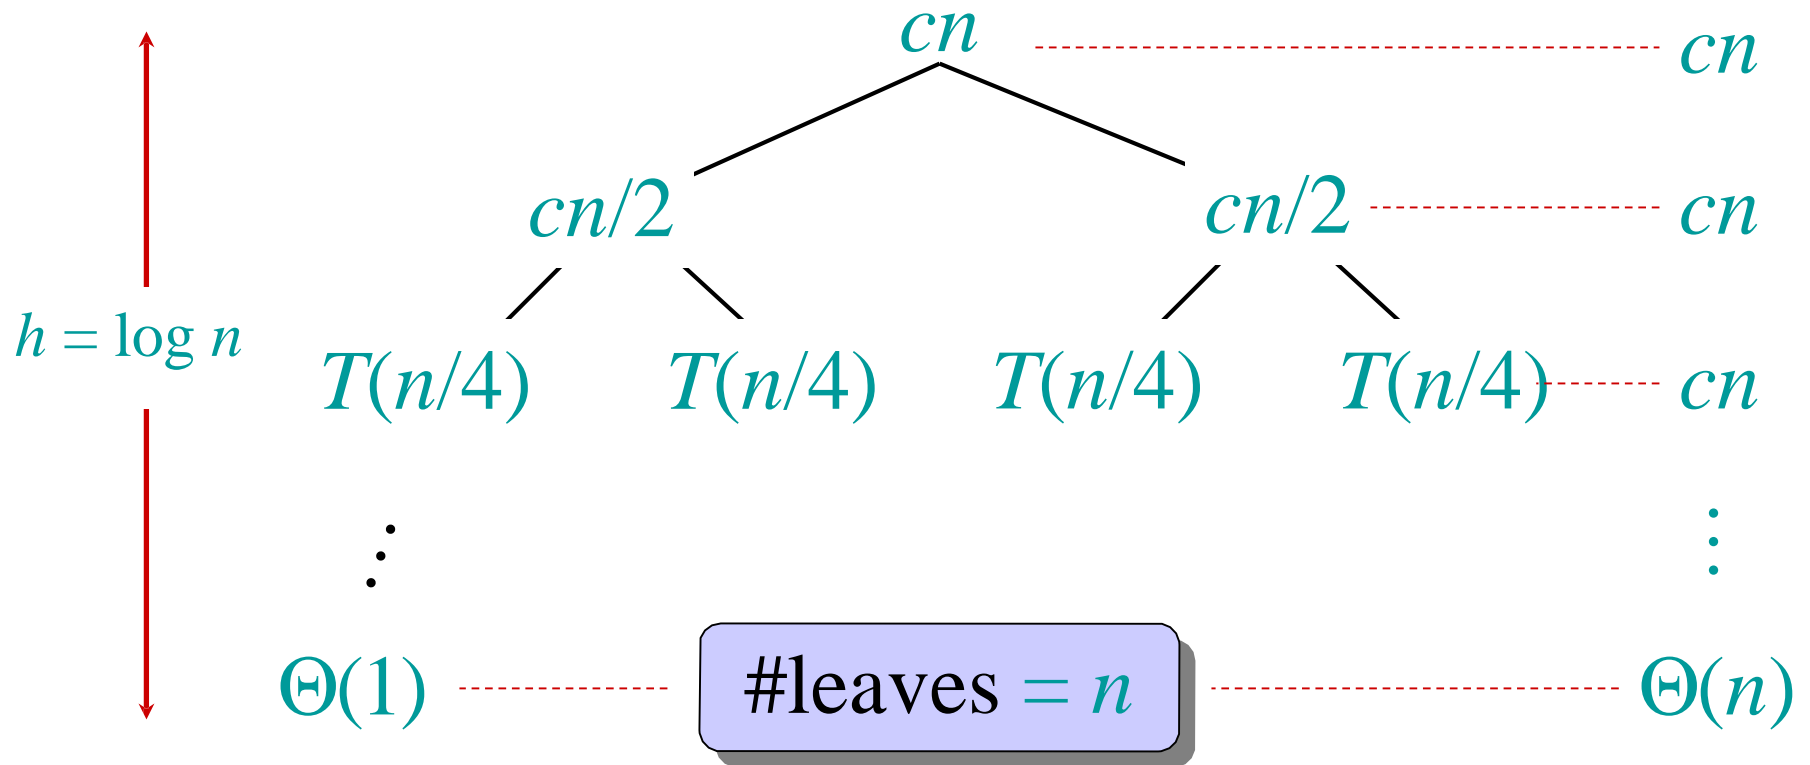 cn cn
cn/2 cn/2 cn
h = log n
T(n/4) T(n/4) T(n/4) T(n/4) cn
Θ(1) #leaves = n Θ(n)